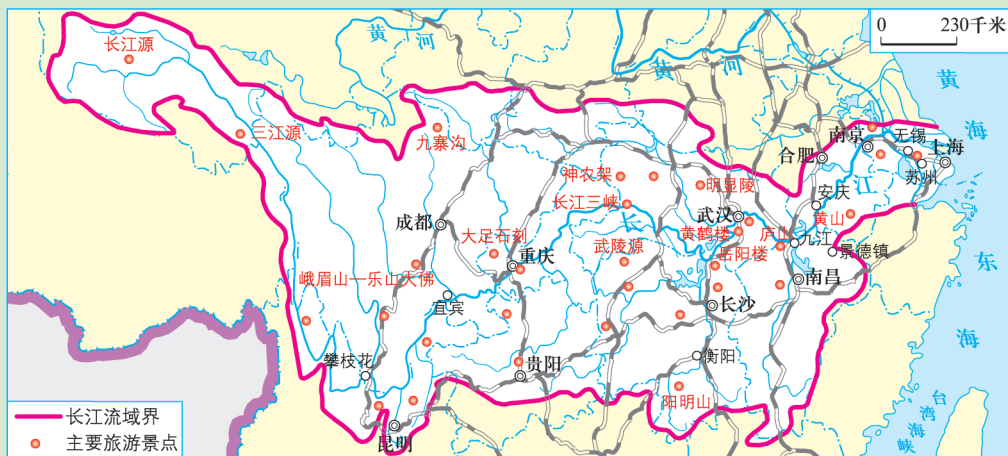 0 230千米
黄 河
黄 河
黄 海
东 海
台湾海峡
长江源
三江源
九寨沟
神农架
明显陵
长江三峡
长 江
南京
无锡
上海
苏州
合肥
安庆
黄山
成都
大足石刻
重庆
武陵源
武汉
黄鹤楼
庐山
九江
岳阳楼
景德镇
南昌
峨眉山—乐山大佛
宜宾
长沙
攀枝花
贵阳
衡阳
阳明山
昆明
长江流域界
主要旅游景点